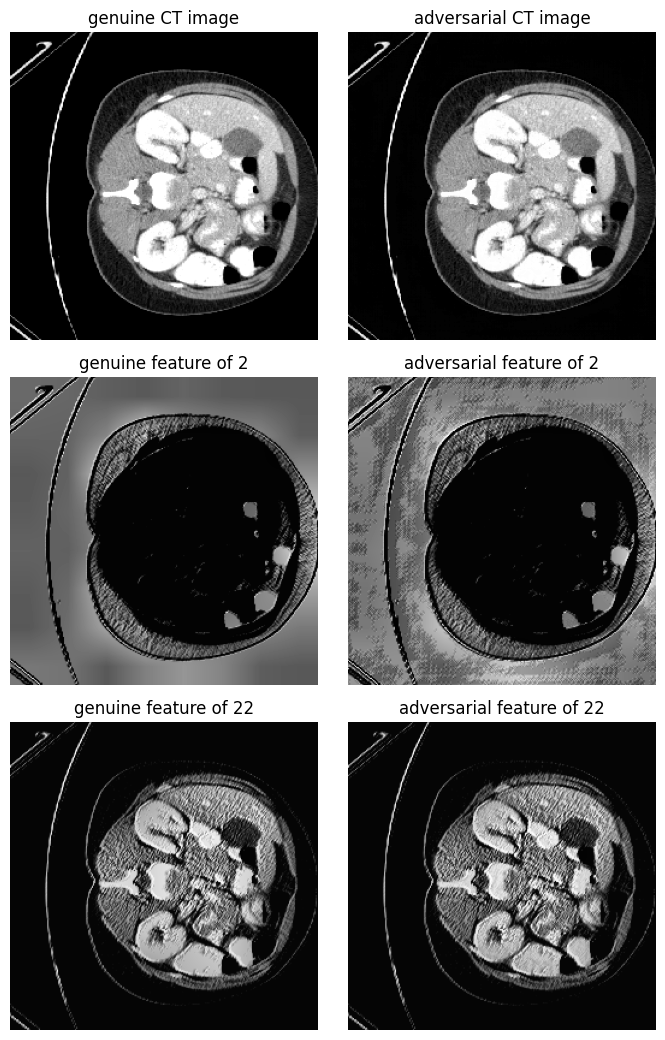 genuine CT image
adversarial CT image
genuine feature of 2
adversarial feature of 2
genuine feature of 22
adversarial feature of 22